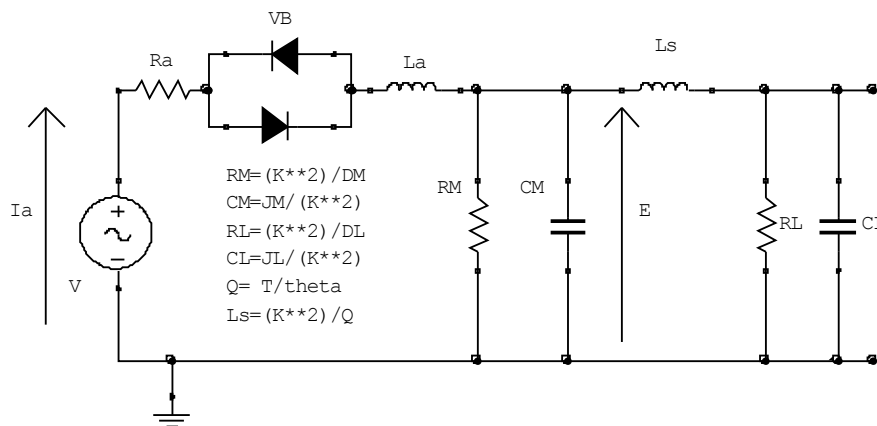 VB
Ra
La
Ls
RM=(K**2)/DM
CM=JM/(K**2)
RL=(K**2)/DL
CL=JL/(K**2)
Q= T/theta
Ls=(K**2)/Q
RM
CM
Ia
E
RL
V